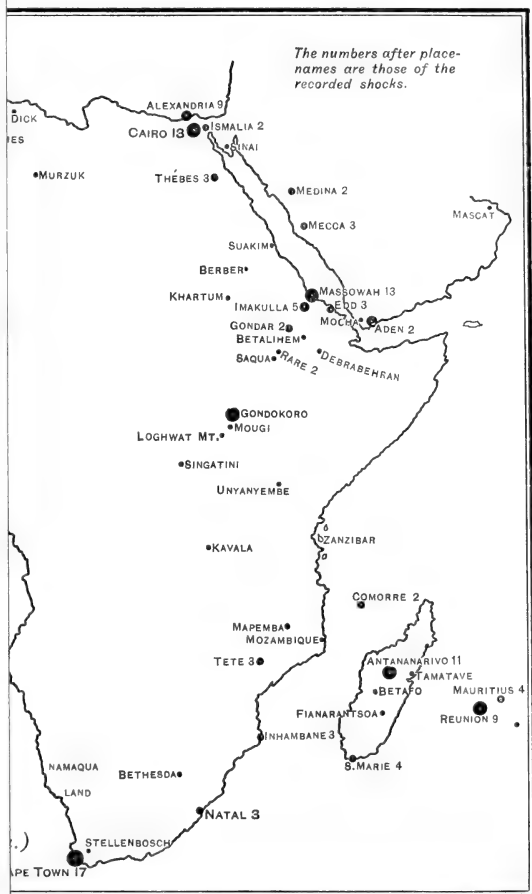 The numbers after place-
names are those of the
recorded shocks.
ALEXANDRIA 9
DICK
CAIRO 13
ISMALIA 2
IES
SINAI
MURZUK
THÉBES 3
MEDINA 2
MASCAT
MECCA 3
SUAKIM
BERBER
KHARTUM
MASSOWAH 13
IMAKULLA 5
EDD 3
MOCHA
ADEN 2
GONDAR 2
BETALIHEM
SAQUA
RARE 2
DEBRABEHRAN
GONDOKORO
MOUGI
LOGHWAT MT.
SINGATINI
UNYANYEMBE
ZANZIBAR
KAVALA
COMORRE 2
MAPEMBA
MOZAMBIQUE
TETE 3
ANTANANARIVO 11
TAMATAVE
BETAFO
MAURITIUS 4
FIANARANTSOA
REUNION 9
INHAMBANE 3
S. MARIE 4
NAMAQUA
LAND
BETHESDA
NATAL 3
.)
STELLENBOSCH
APE TOWN 17